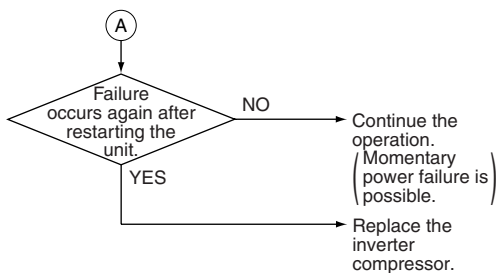 A
Failure
occurs again after
restarting the
unit.
NO
YES
Continue the
operation.
(Momentary
power failure is
possible.)
Replace the
inverter
compressor.